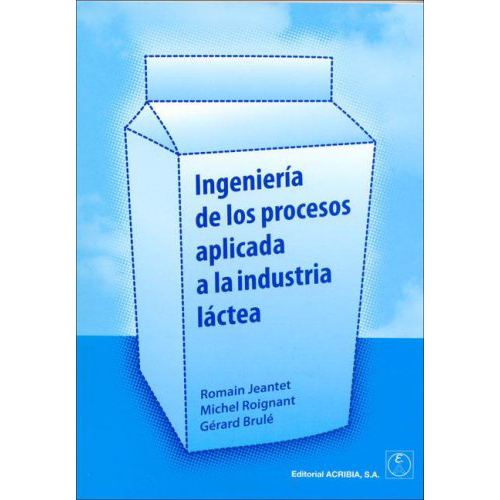 Ingeniería
de los procesos
aplicada
a la industria
láctea
Romain Jeantet
Michel Roignant
Gérard Brulé
Editorial ACRIBIA, S.A.